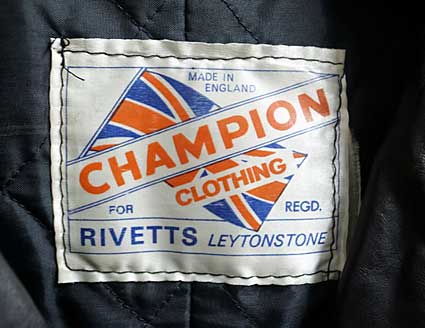 MADE IN
ENGLAND
CHAMPION
CLOTHING
FOR REGD.
RIVETTS LEYTONSTONE